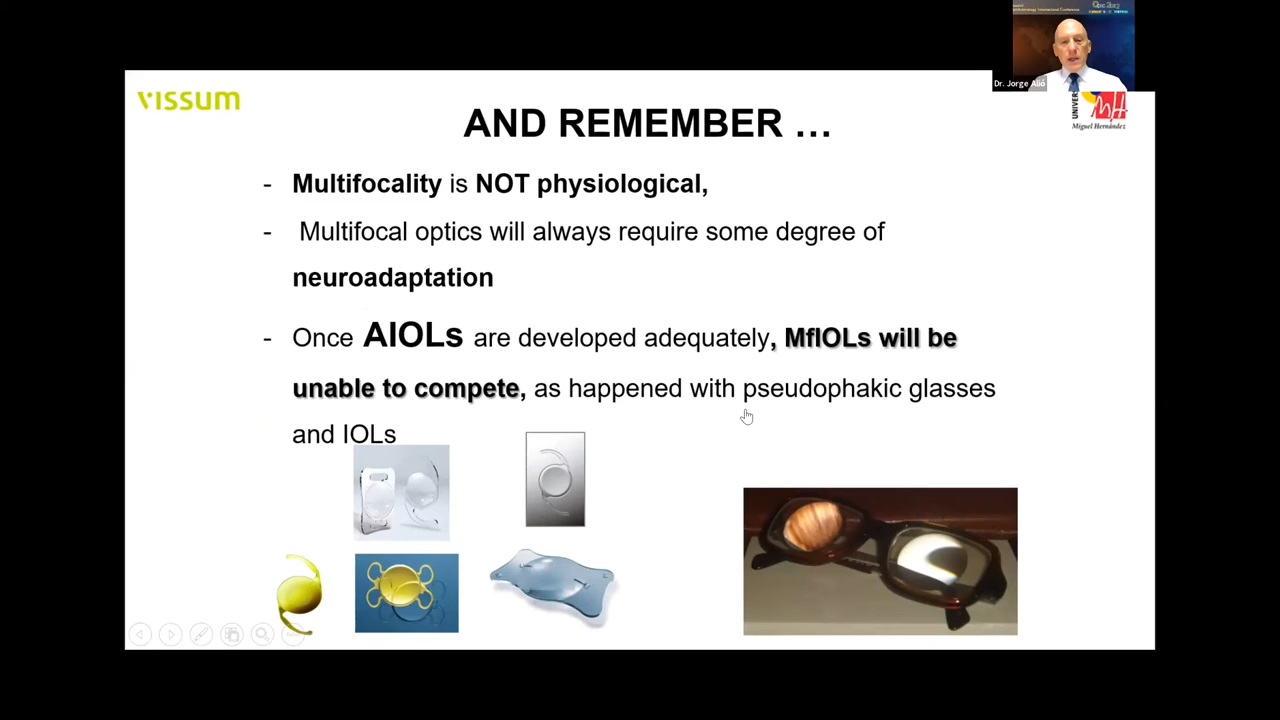 vissum
AND REMEMBER …
- Multifocality is NOT physiological,
- Multifocal optics will always require some degree of
neuroadaptation
- Once AIOLs are developed adequately, MfIOLs will be
unable to compete, as happened with pseudophakic glasses
and IOLs
Dr. Jorge Alió
UNIVER
Miguel Hernández